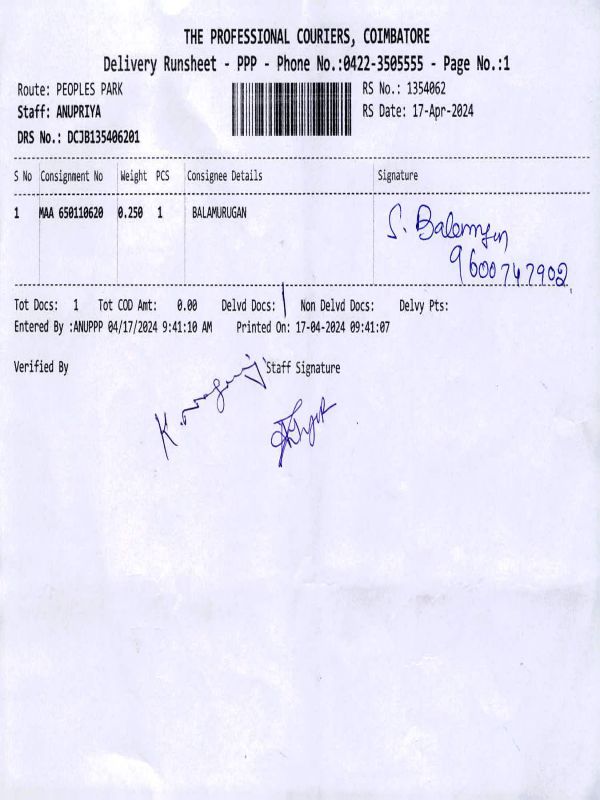 THE PROFESSIONAL COURIERS, COIMBATORE
Delivery Runsheet - PPP - Phone No.:0422-3505555 - Page No.:1
Route: PEOPLES PARK
RS No.: 1354062
Staff: ANUPRIYA
RS Date: 17-Apr-2024
DRS No.: DCJB135406201
S No Consignment No Weight PCS Consignee Details Signature
1 MAA 650110620 0.250 1 BALAMURUGAN
S.
9600747902
Tot Docs: 1 Tot COD Amt: 0.00 Delvd Docs: 1 Non Delvd Docs: Delvy Pts:
Entered By :ANUPPP 04/17/2024 9:41:10 AM Printed On: 17-04-2024 09:41:07
Verified By Staff Signature